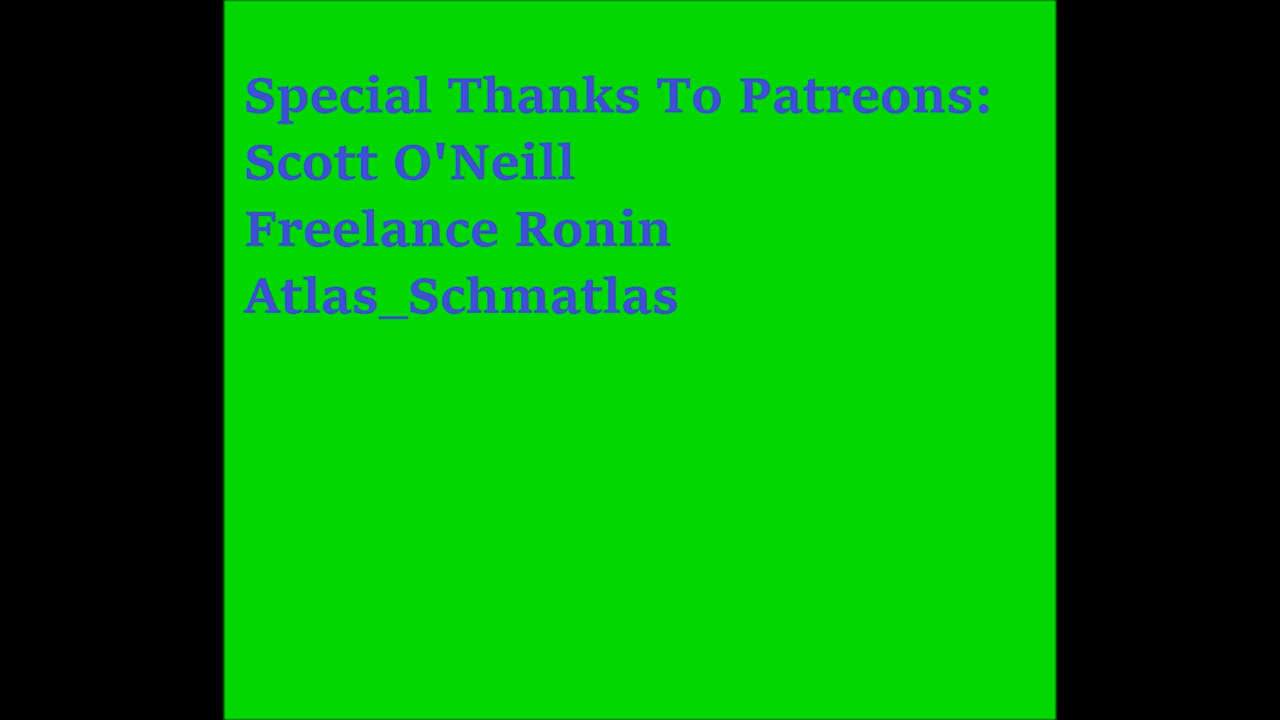 Special Thanks To Patreons:
Scott O'Neill
Freelance Ronin
Atlas_Schmatlas